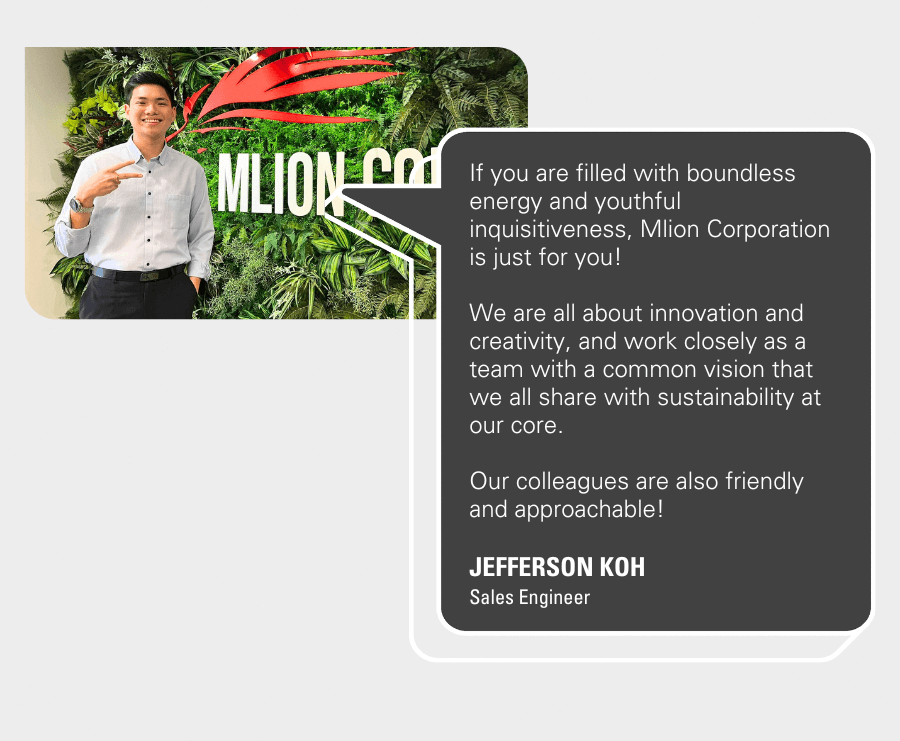 MLION CO
If you are filled with boundless
energy and youthful
inquisitiveness, Mlion Corporation
is just for you!
We are all about innovation and
creativity, and work closely as a
team with a common vision that
we all share with sustainability at
our core.
Our colleagues are also friendly
and approachable!
JEFFERSON KOH
Sales Engineer